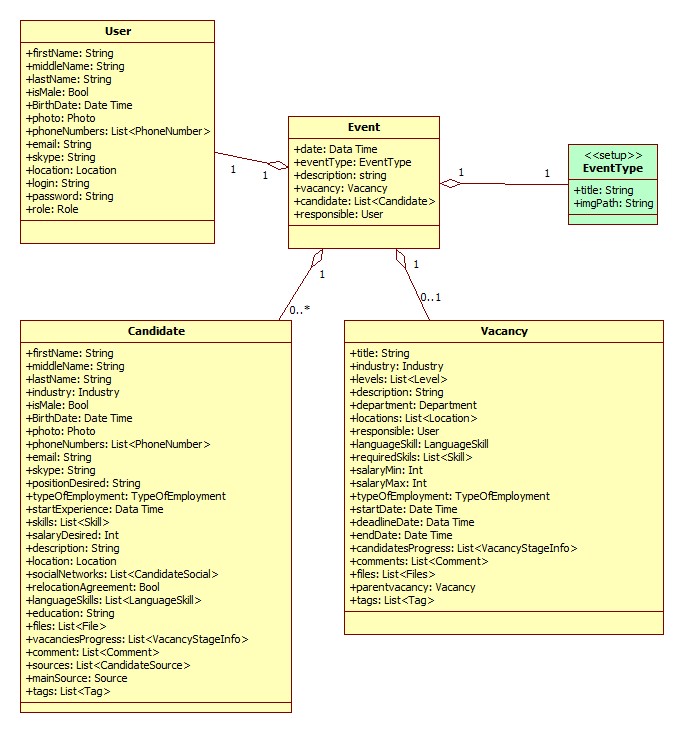 User
+firstName: String
+middleName: String
+lastName: String
+isMale: Bool
+BirthDate: Date Time
+photo: Photo
+phoneNumbers: List<PhoneNumber>
+email: String
+skype: String
+location: Location
+login: String
+password: String
+role: Role
1
1
Event
+date: Data Time
+eventType: EventType
+description: string
+vacancy: Vacancy
+candidate: List<Candidate>
+responsible: User
1
1
<<setup>>
EventType
+title: String
+imgPath: String
1
0..*
1
0..1
Candidate
+firstName: String
+middleName: String
+lastName: String
+industry: Industry
+isMale: Bool
+BirthDate: Date Time
+photo: Photo
+phoneNumbers: List<PhoneNumber>
+email: String
+skype: String
+positionDesired: String
+typeOfEmployment: TypeOfEmployment
+startExperience: Data Time
+skills: List<Skill>
+salaryDesired: Int
+description: String
+location: Location
+socialNetworks: List<CandidateSocial>
+relocationAgreement: Bool
+languageSkills: List<LanguageSkill>
+education: String
+files: List<File>
+vacanciesProgress: List<VacancyStageInfo>
+comment: List<Comment>
+sources: List<CandidateSource>
+mainSource: Source
+tags: List<Tag>
Vacancy
+title: String
+industry: Industry
+levels: List<Level>
+description: String
+department: Department
+locations: List<Location>
+responsible: User
+languageSkill: LanguageSkill
+requiredSkils: List<Skill>
+salaryMin: Int
+salaryMax: Int
+typeOfEmployment: TypeOfEmployment
+startDate: Date Time
+deadlineDate: Data Time
+endDate: Date Time
+candidatesProgress: List<VacancyStageInfo>
+comments: List<Comment>
+files: List<Files>
+parentvacancy: Vacancy
+tags: List<Tag>